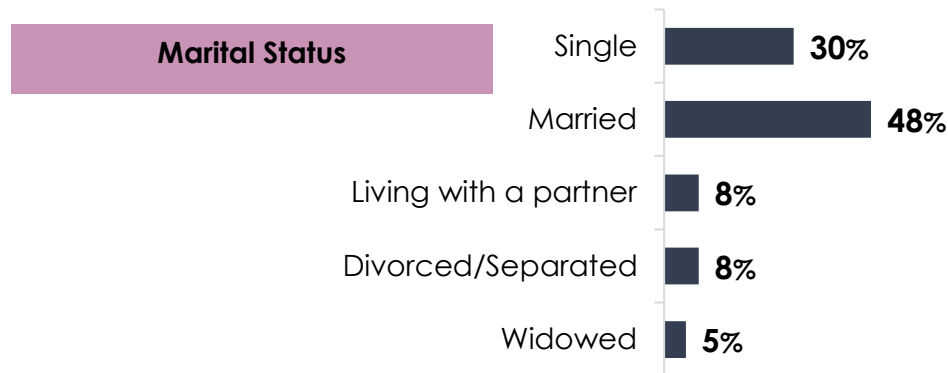 Marital Status
Single 30%
Married 48%
Living with a partner 8%
Divorced/Separated 8%
Widowed 5%